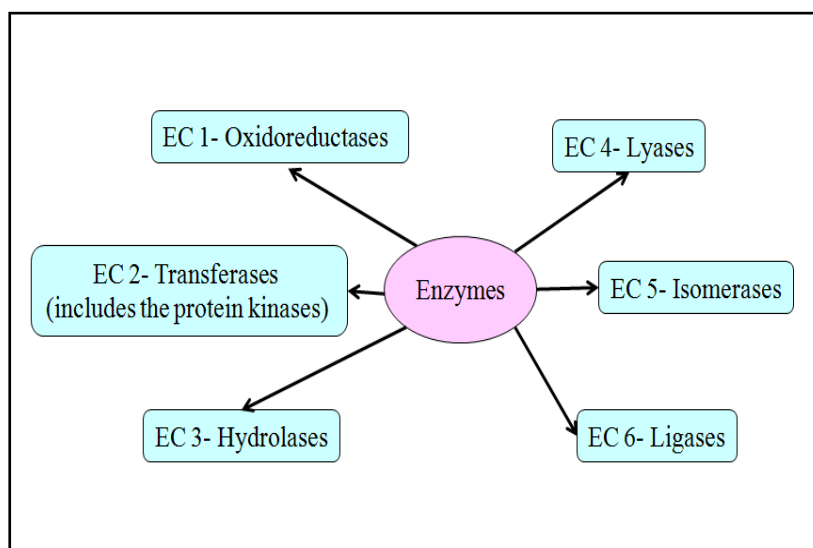 EC 1- Oxidoreductases
EC 4- Lyases
EC 2- Transferases
(includes the protein kinases)
Enzymes
EC 5- Isomerases
EC 3- Hydrolases
EC 6- Ligases